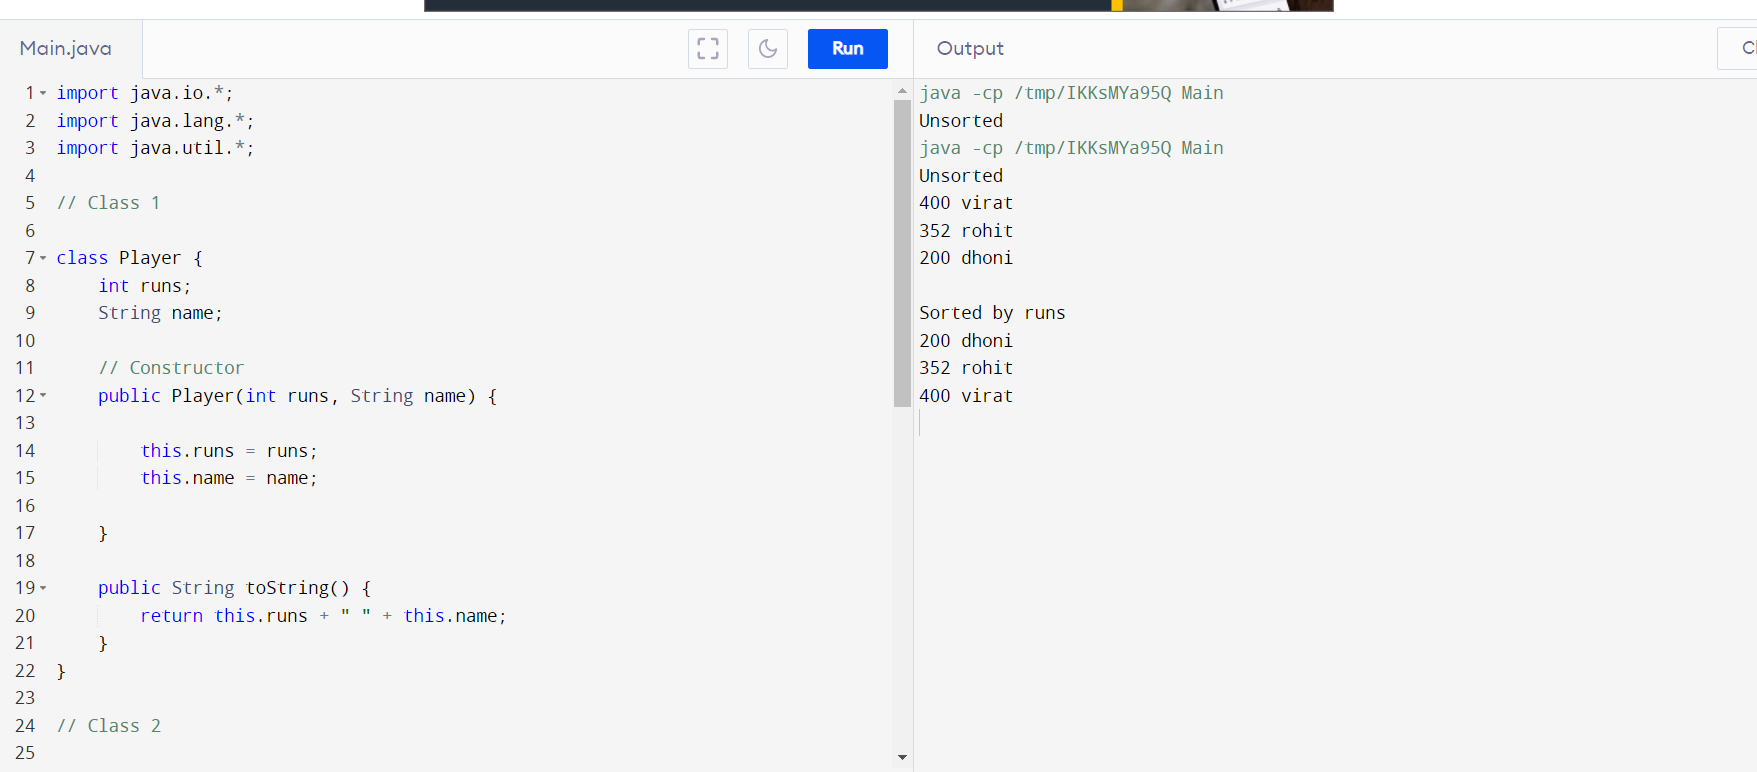 Main.java
Run
1 import java.io.*;
2 import java.lang.*;
3 import java.util.*;
4
5 // Class 1
6
7 class Player {
8 int runs;
9 String name;
10
11 // Constructor
12 public Player(int runs, String name) {
13
14 this.runs = runs;
15 this.name = name;
16
17 }
18
19 public String toString() {
20 return this.runs + " " + this.name;
21 }
22 }
23
24 // Class 2
25
Output
java -cp /tmp/IKKsMYa95Q Main
Unsorted
java -cp /tmp/IKKsMYa95Q Main
Unsorted
400 virat
352 rohit
200 dhoni
Sorted by runs
200 dhoni
352 rohit
400 virat